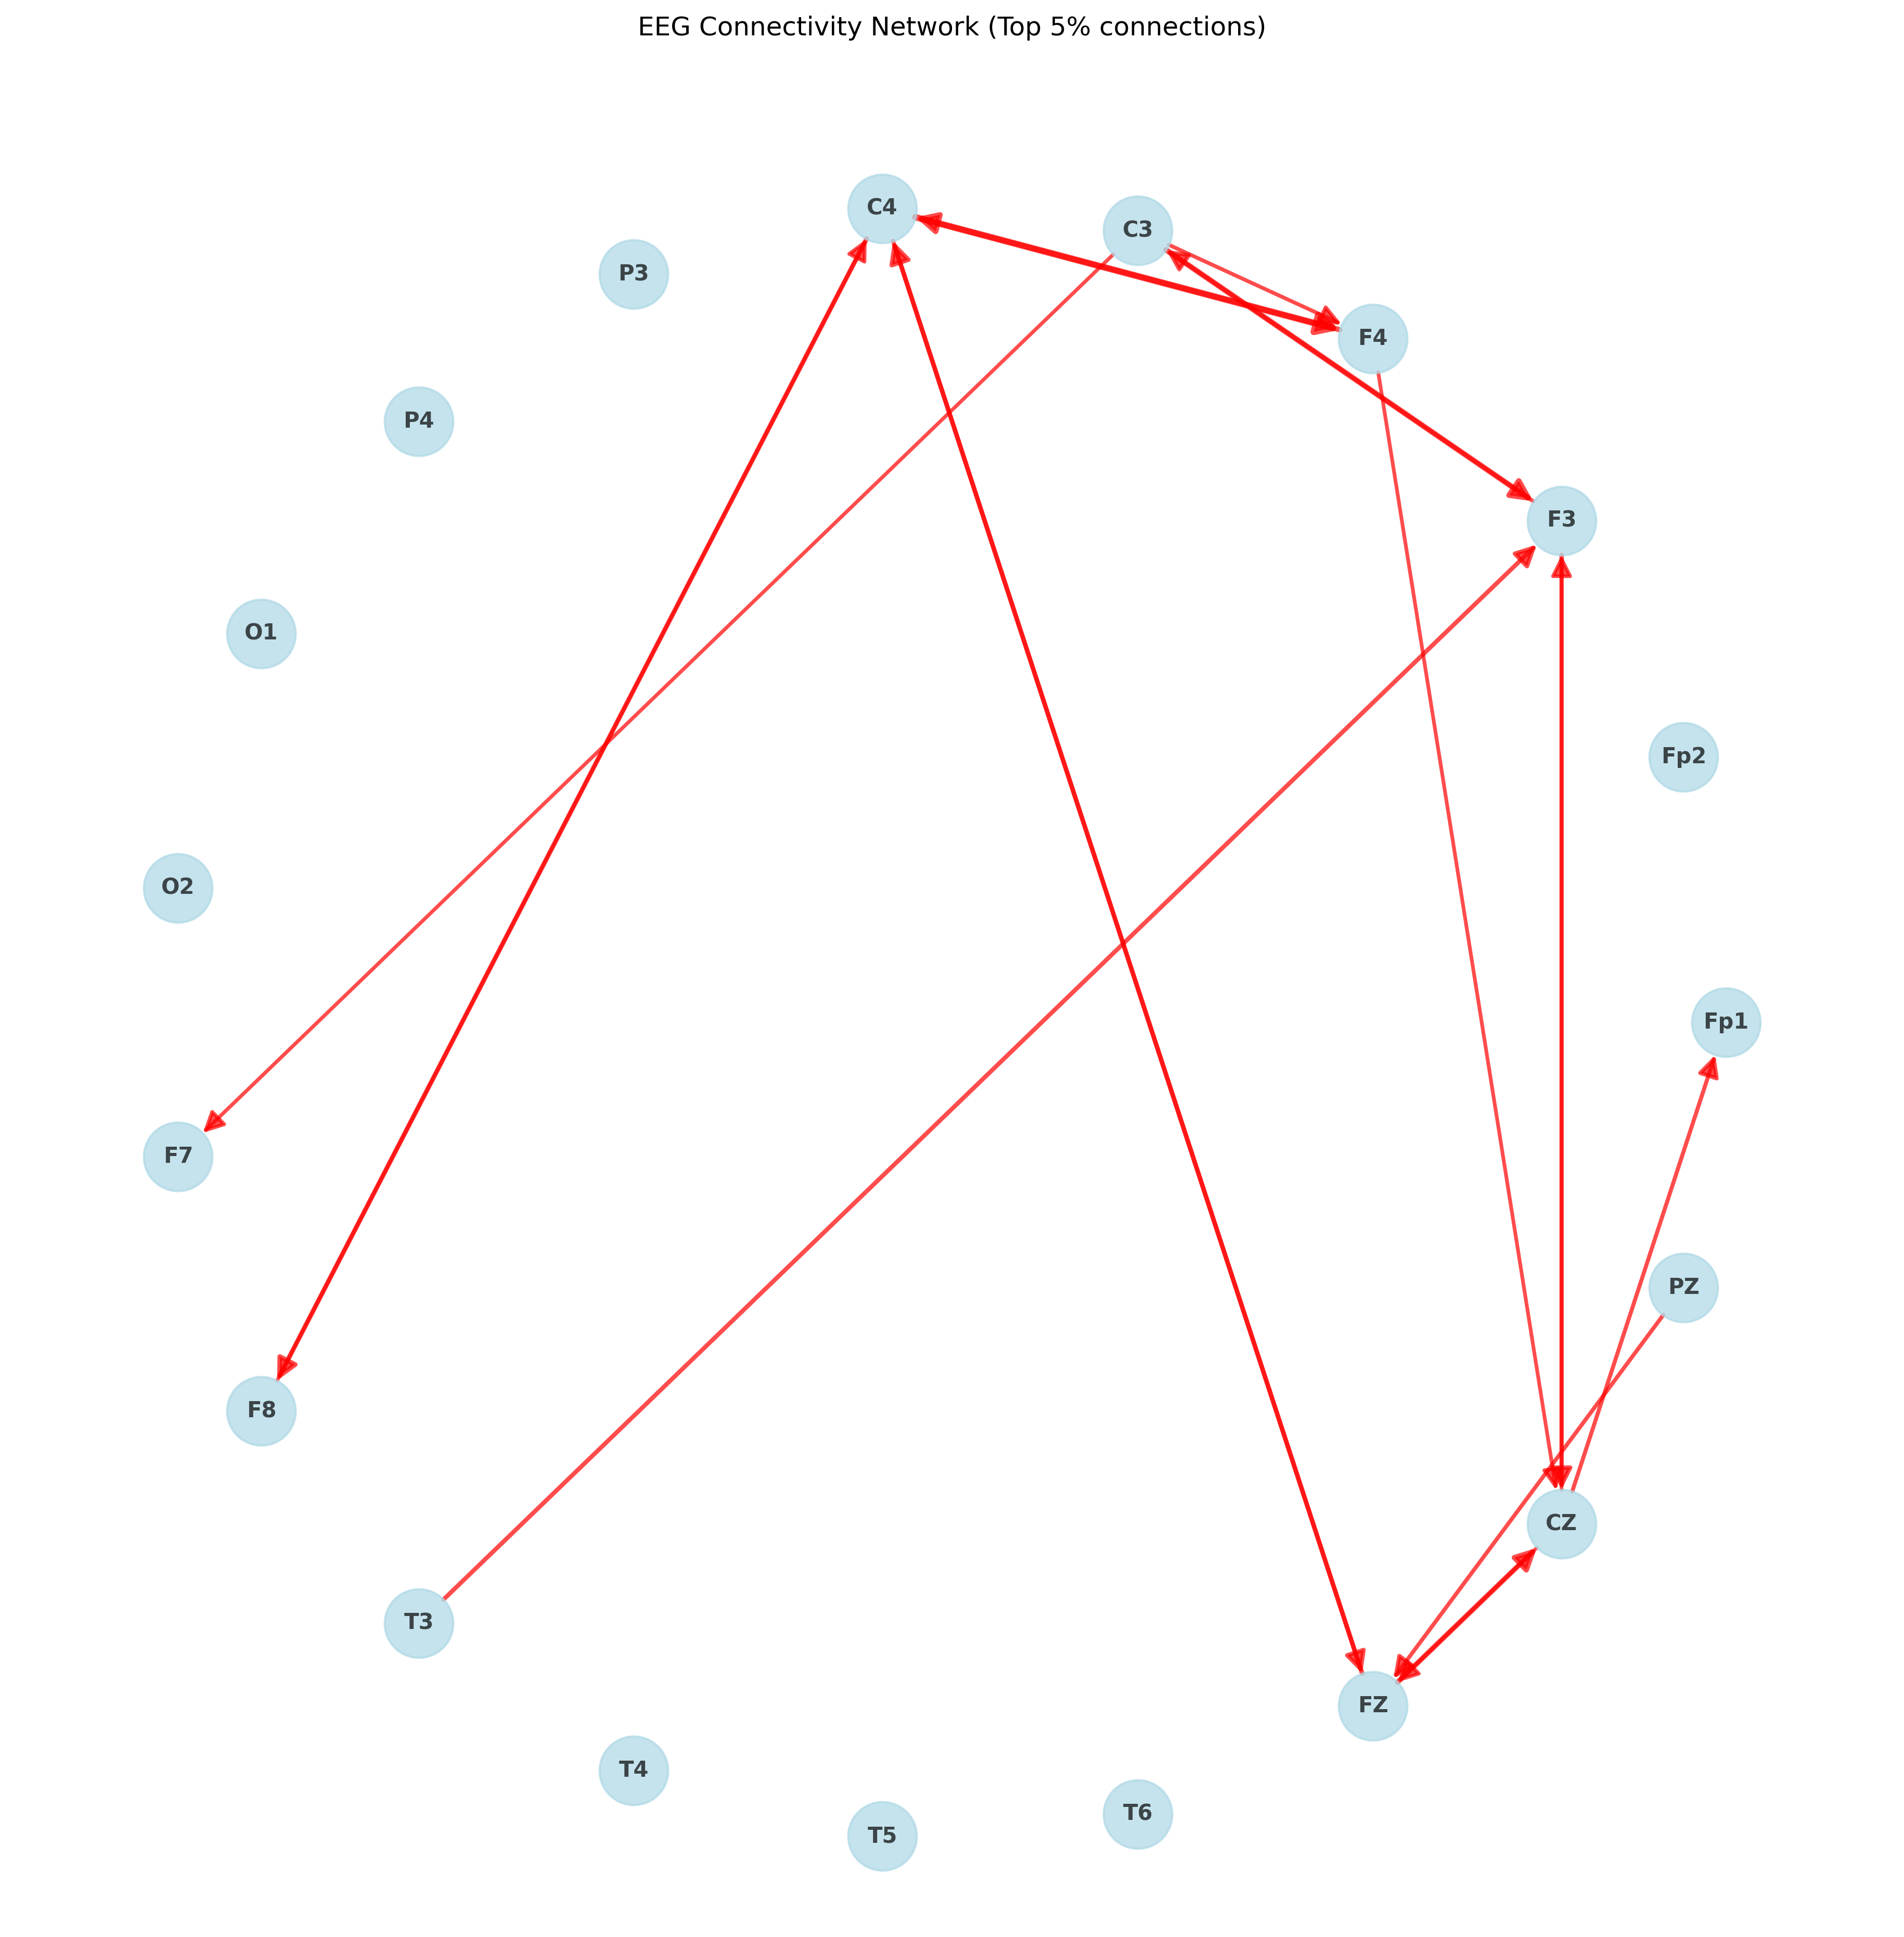 EEG Connectivity Network (Top 5% connections)
C4
C3
P3
F4
P4
F3
O1
Fp2
O2
Fp1
F7
PZ
F8
CZ
T3
FZ
T4
T6
T5